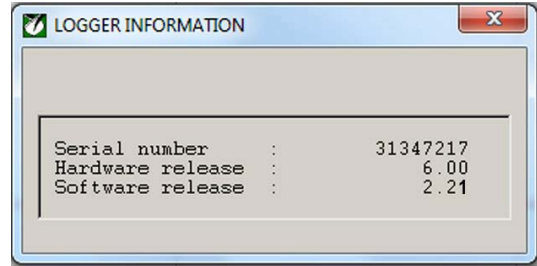 LOGGER INFORMATION
Serial number : 31347217
Hardware release : 6.00
Software release : 2.21